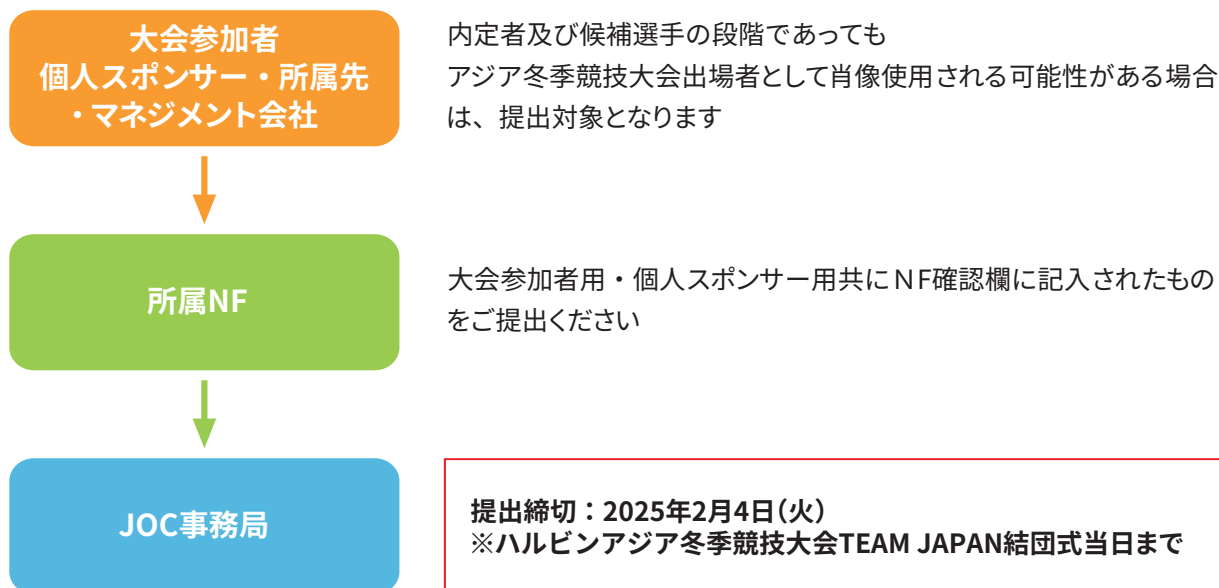 大会参加者
個人スポンサー・所属先
・マネジメント会社
内定者及び候補選手の段階であっても
アジア冬季競技大会出場者として肖像使用される可能性がある場合
は、提出対象となります
所属NF
大会参加者用・個人スポンサー用共にＮF確認欄に記入されたもの
をご提出ください
JOC事務局
提出締切：2025年2月4日（火）
※ハルビンアジア冬季競技大会TEAM JAPAN結団式当日まで